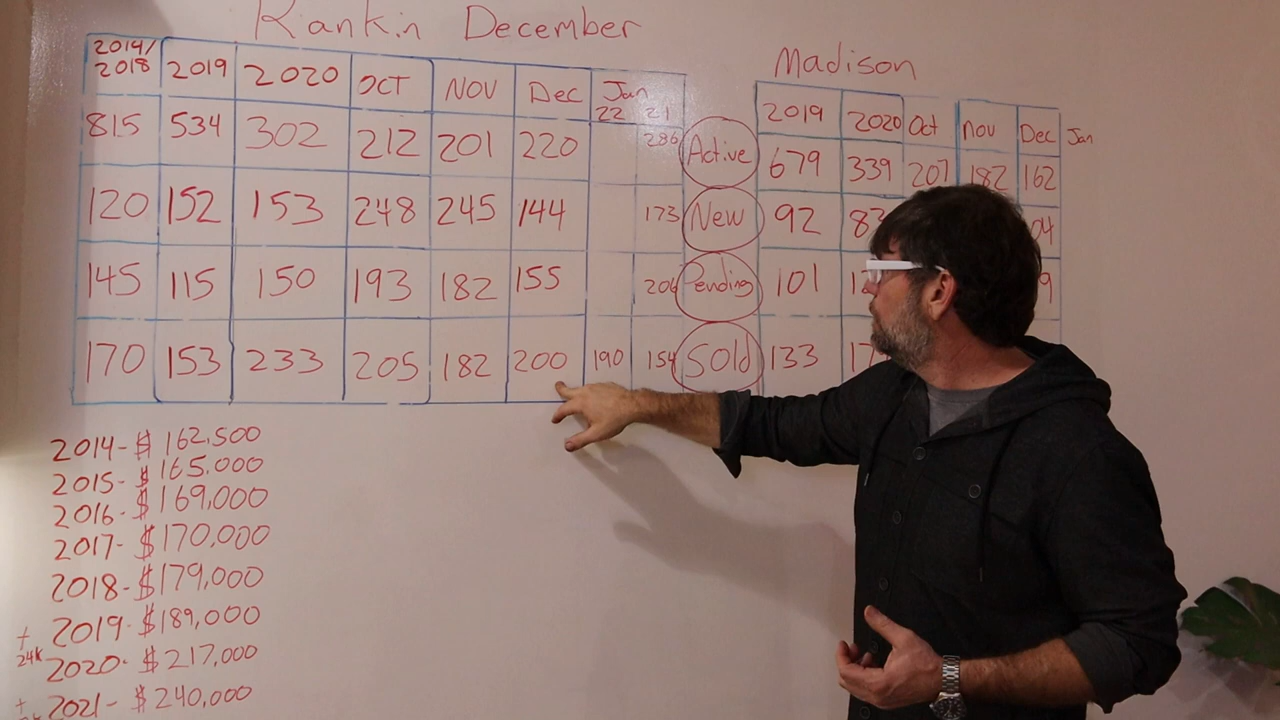 Rankin December
Madison
2014/ 2018 2019 2020 OCT NOV Dec Jan 22 21
2019 2020 Oct Nov Dec Jan
815 534 302 212 201 220 286 Active 679 339 207 182 162
120 152 153 248 245 144 173 New 92
145 115 150 193 182 155 206 Pending 101
170 153 233 205 182 200 190 154 Sold 133
2014- $ 162,500
2015- $ 165,000
2016- $ 169,000
2017- $170,000
2018- $179,000
+ 2019- $189,000
24K 2020- $ 217,000
+ 2021- $ 240,000